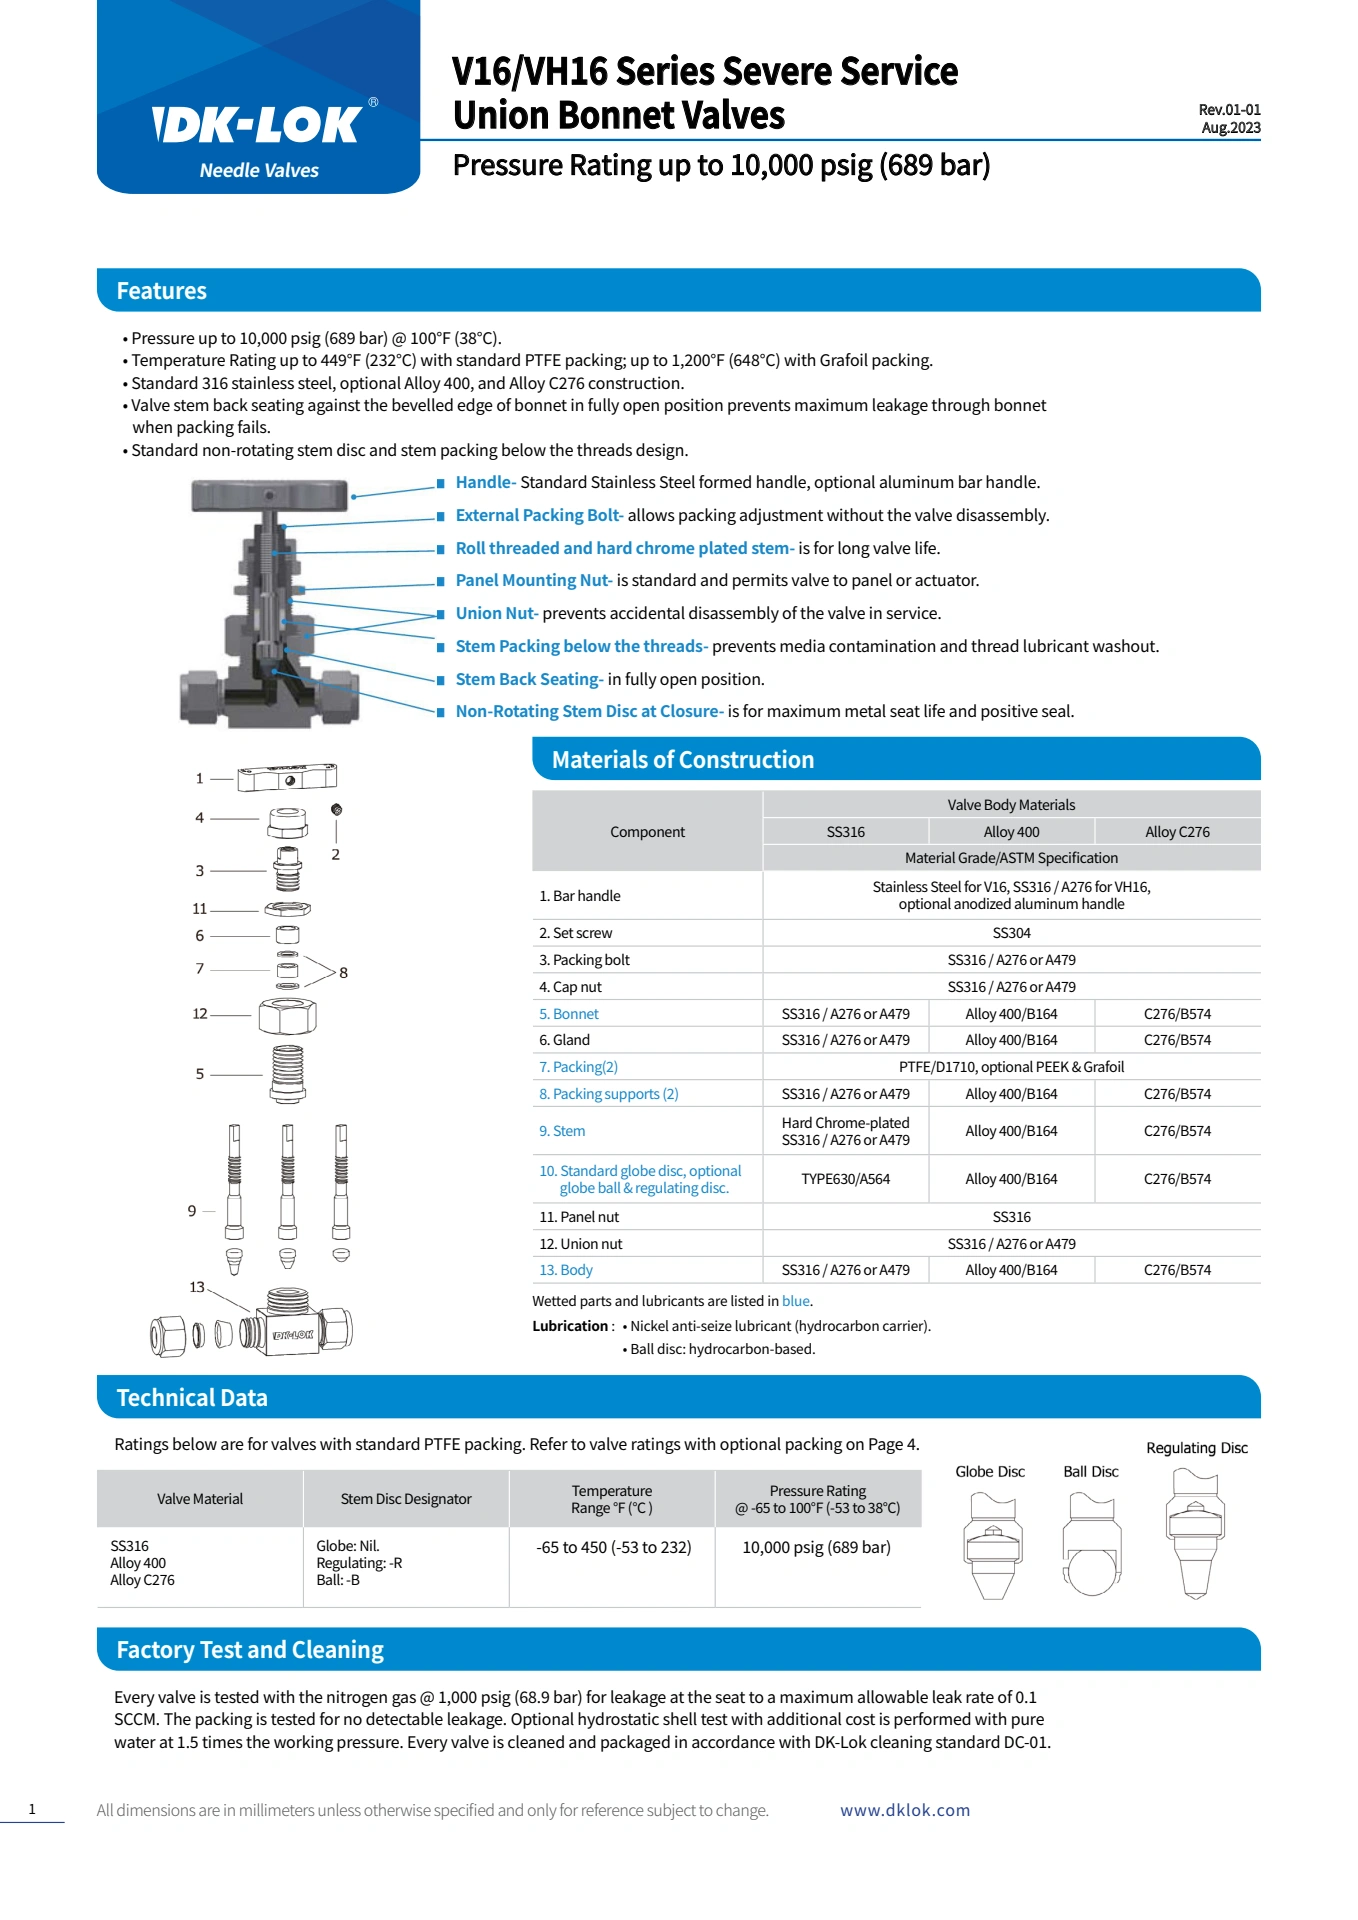 DK-LOK®
Needle Valves
V16/VH16 Series Severe Service
Union Bonnet Valves
Rev.01-01
Aug.2023
Pressure Rating up to 10,000 psig (689 bar)
Features
• Pressure up to 10,000 psig (689 bar) @ 100°F (38°C).
• Temperature Rating up to 449°F (232°C) with standard PTFE packing; up to 1,200°F (648°C) with Grafoil packing.
• Standard 316 stainless steel, optional Alloy 400, and Alloy C276 construction.
• Valve stem back seating against the bevelled edge of bonnet in fully open position prevents maximum leakage through bonnet
when packing fails.
• Standard non-rotating stem disc and stem packing below the threads design.
■ Handle- Standard Stainless Steel formed handle, optional aluminum bar handle.
■ External Packing Bolt- allows packing adjustment without the valve disassembly.
■ Roll threaded and hard chrome plated stem- is for long valve life.
■ Panel Mounting Nut- is standard and permits valve to panel or actuator.
■ Union Nut- prevents accidental disassembly of the valve in service.
■ Stem Packing below the threads- prevents media contamination and thread lubricant washout.
■ Stem Back Seating- in fully open position.
■ Non-Rotating Stem Disc at Closure- is for maximum metal seat life and positive seal.
1
4
2
3
11
6
7
8
12
5
9
13
DK-LOK
DK-LOK
Materials of Construction
Component
Valve Body Materials
SS316 Alloy 400 Alloy C276
Material Grade/ASTM Specification
1. Bar handle
Stainless Steel for V16, SS316 / A276 for VH16,
optional anodized aluminum handle
2. Set screw SS304
3. Packing bolt SS316 / A276 or A479
4. Cap nut SS316 / A276 or A479
5. Bonnet SS316 / A276 or A479 Alloy 400/B164 C276/B574
6. Gland SS316 / A276 or A479 Alloy 400/B164 C276/B574
7. Packing(2) PTFE/D1710, optional PEEK & Grafoil
8. Packing supports (2) SS316 / A276 or A479 Alloy 400/B164 C276/B574
9. Stem
Hard Chrome-plated
SS316 / A276 or A479
Alloy 400/B164 C276/B574
10. Standard globe disc, optional
globe ball & regulating disc.
TYPE630/A564 Alloy 400/B164 C276/B574
11. Panel nut SS316
12. Union nut SS316 / A276 or A479
13. Body SS316 / A276 or A479 Alloy 400/B164 C276/B574
Wetted parts and lubricants are listed in blue.
Lubrication : • Nickel anti-seize lubricant (hydrocarbon carrier).
• Ball disc: hydrocarbon-based.
Technical Data
Ratings below are for valves with standard PTFE packing. Refer to valve ratings with optional packing on Page 4.
Valve Material
Stem Disc Designator
Temperature
Range °F (°C )
Pressure Rating
@ -65 to 100°F (-53 to 38°C)
SS316
Alloy 400
Alloy C276
Globe: Nil.
Regulating: -R
Ball: -B
-65 to 450 (-53 to 232)
10,000 psig (689 bar)
Globe Disc
Ball Disc
Regulating Disc
Factory Test and Cleaning
Every valve is tested with the nitrogen gas @ 1,000 psig (68.9 bar) for leakage at the seat to a maximum allowable leak rate of 0.1
SCCM. The packing is tested for no detectable leakage. Optional hydrostatic shell test with additional cost is performed with pure
water at 1.5 times the working pressure. Every valve is cleaned and packaged in accordance with DK-Lok cleaning standard DC-01.
1
All dimensions are in millimeters unless otherwise specified and only for reference subject to change.
www.dklok.com